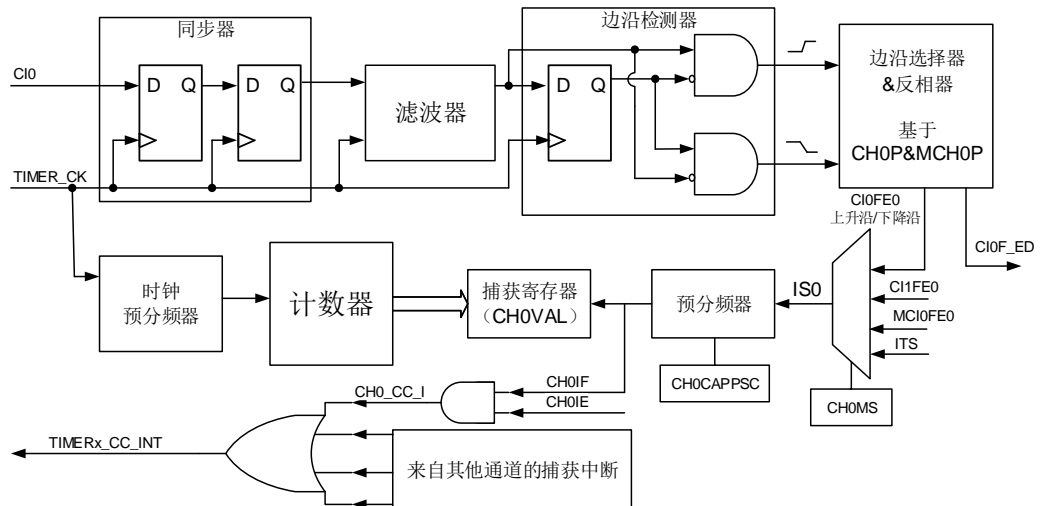 同步器
边沿检测器
CI0
D Q
D Q
滤波器
D Q
边沿选择器
&反相器
基于
CH0P&MCH0P
TIMER_CK
CI0FE0
上升沿/下降沿
CI0F_ED
时钟
预分频器
计数器
捕获寄存器
（CH0VAL）
预分频器
IS0
CI1FE0
MCI0FE0
ITS
CH0CAPPSC
CH0MS
CH0_CC_I
CH0IF
CH0IE
TIMERx_CC_INT
来自其他通道的捕获中断